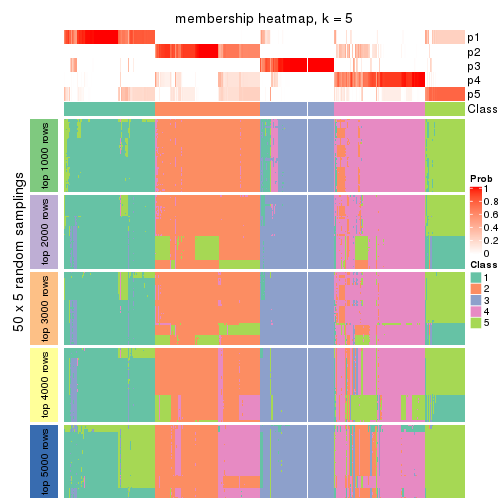 membership heatmap, k = 5
p1
p2
p3
p4
p5
Class
50 x 5 random samplings
top 1000 rows
top 2000 rows
top 3000 rows
top 4000 rows
top 5000 rows
Prob
1
0.8
0.6
0.4
0.2
0
Class
1
2
3
4
5